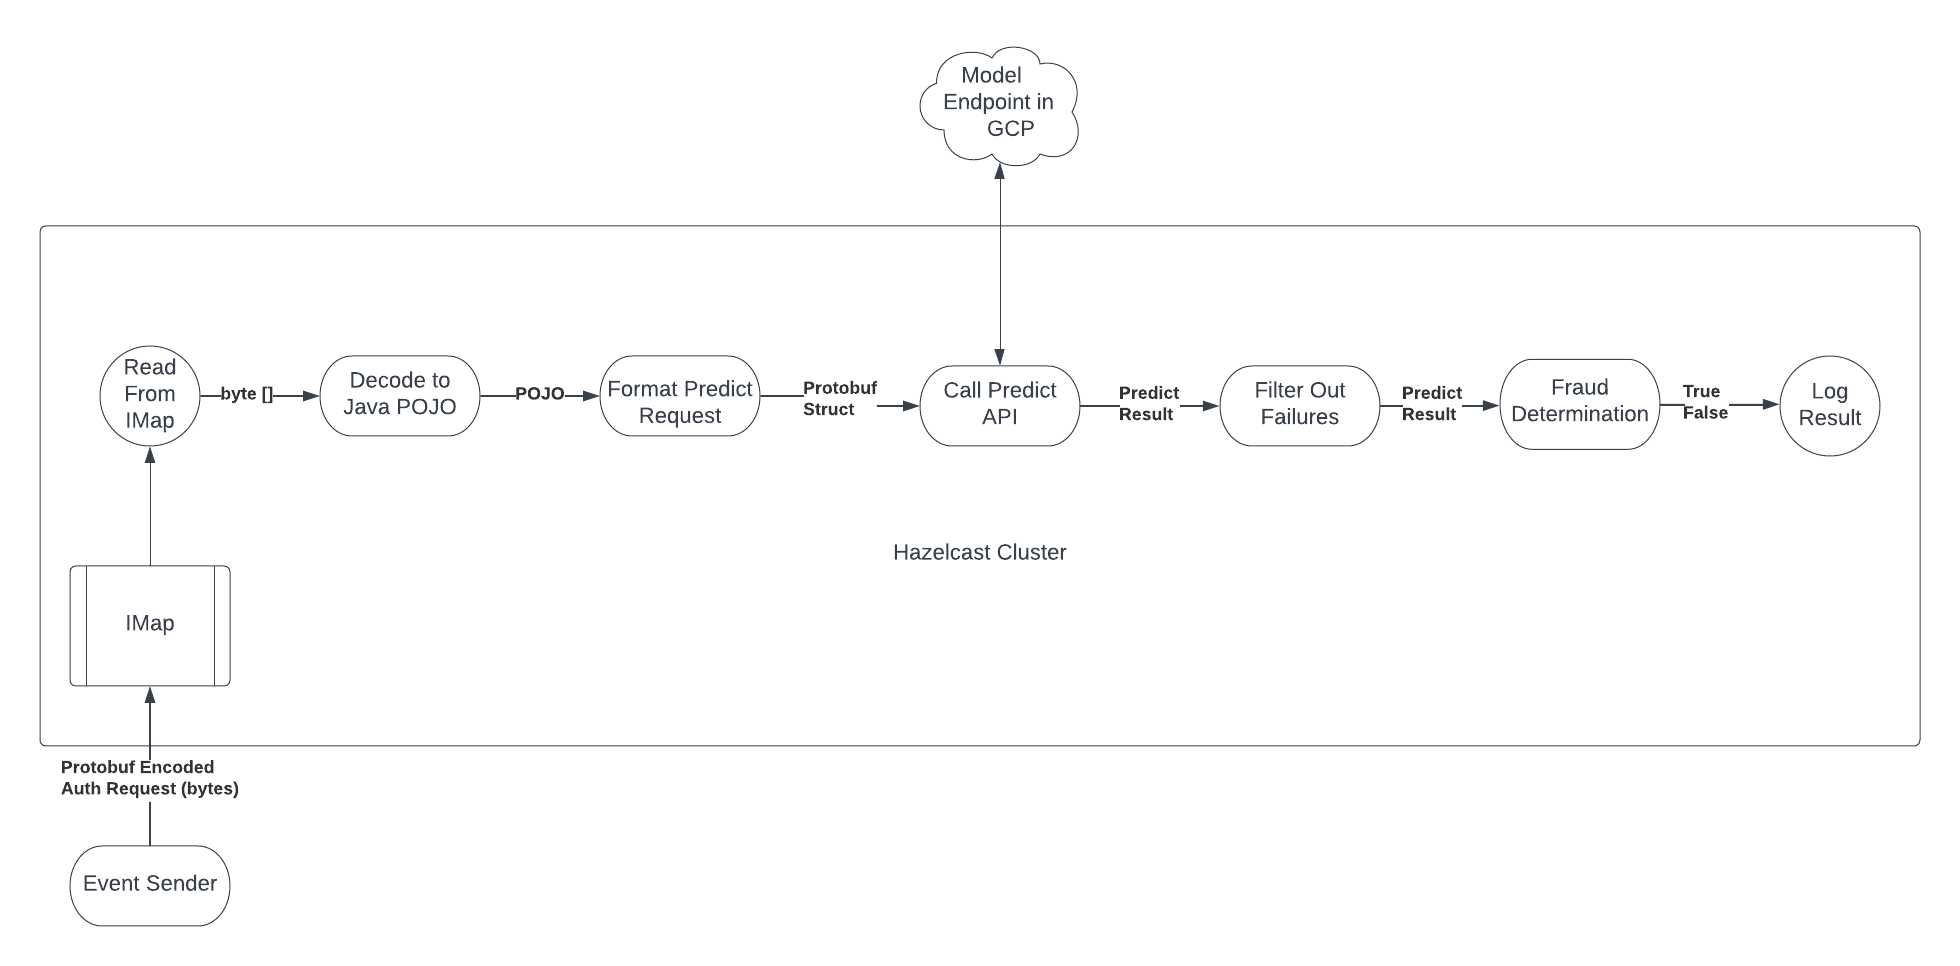 Model
Endpoint in
GCP
Read
From
IMap
byte []
Decode to
Java POJO
POJO
Format Predict
Request
Protobuf
Struct
Call Predict
API
Predict
Result
Filter Out
Failures
Predict
Result
Fraud
Determination
True
False
Log
Result
Hazelcast Cluster
IMap
Protobuf Encoded
Auth Request (bytes)
Event Sender